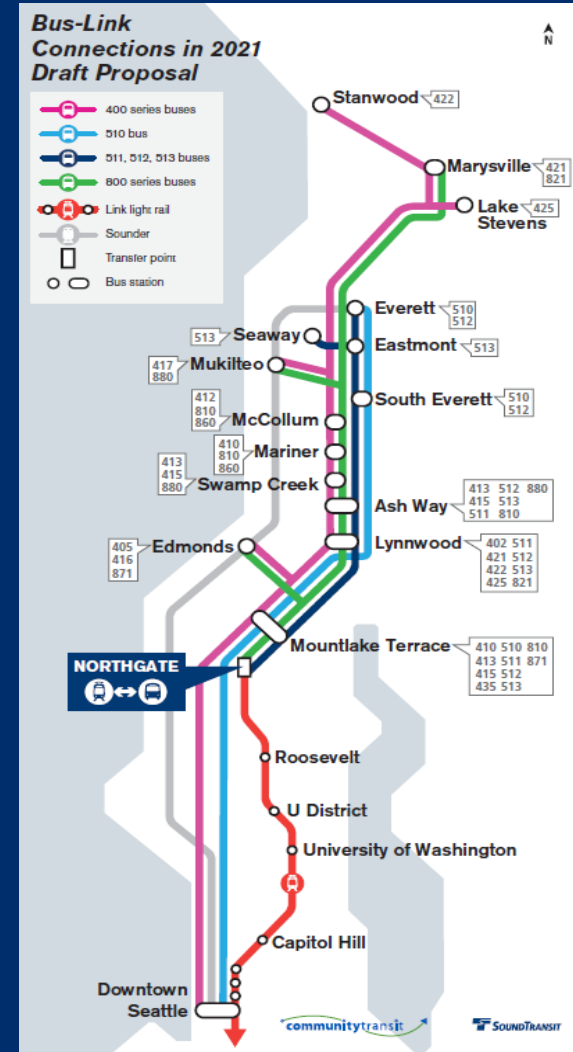 Bus-Link
Connections in 2021
Draft Proposal
N
400 series buses
510 bus
511, 512, 513 buses
800 series buses
Link light rail
Sounder
Transfer point
Bus station
Stanwood
422
Marysville
421
821
Lake
Stevens
425
Everett
510
512
513
Seaway
Eastmont
513
417
880
Mukilteo
South Everett
510
512
412
810
860
McCollum
410
810
860
Mariner
413
415
880
Swamp Creek
Ash Way
413 512 880
415 513
511 810
405
416
871
Edmonds
Lynnwood
402 511
421 512
422 513
425 821
Mountlake Terrace
410 510 810
413 511 871
415 512
435 513
NORTHGATE
Roosevelt
U District
University of Washington
Capitol Hill
Downtown
Seattle
communitytransit
SOUNDTRANSIT